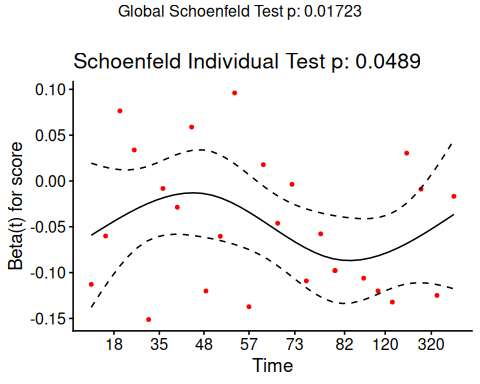 Global Schoenfeld Test p: 0.01723
Schoenfeld Individual Test p: 0.0489
0.10
0.05
0.00
-0.05
-0.10
-0.15
Beta(t) for score
18 35 48 57 73 82 120 320
Time